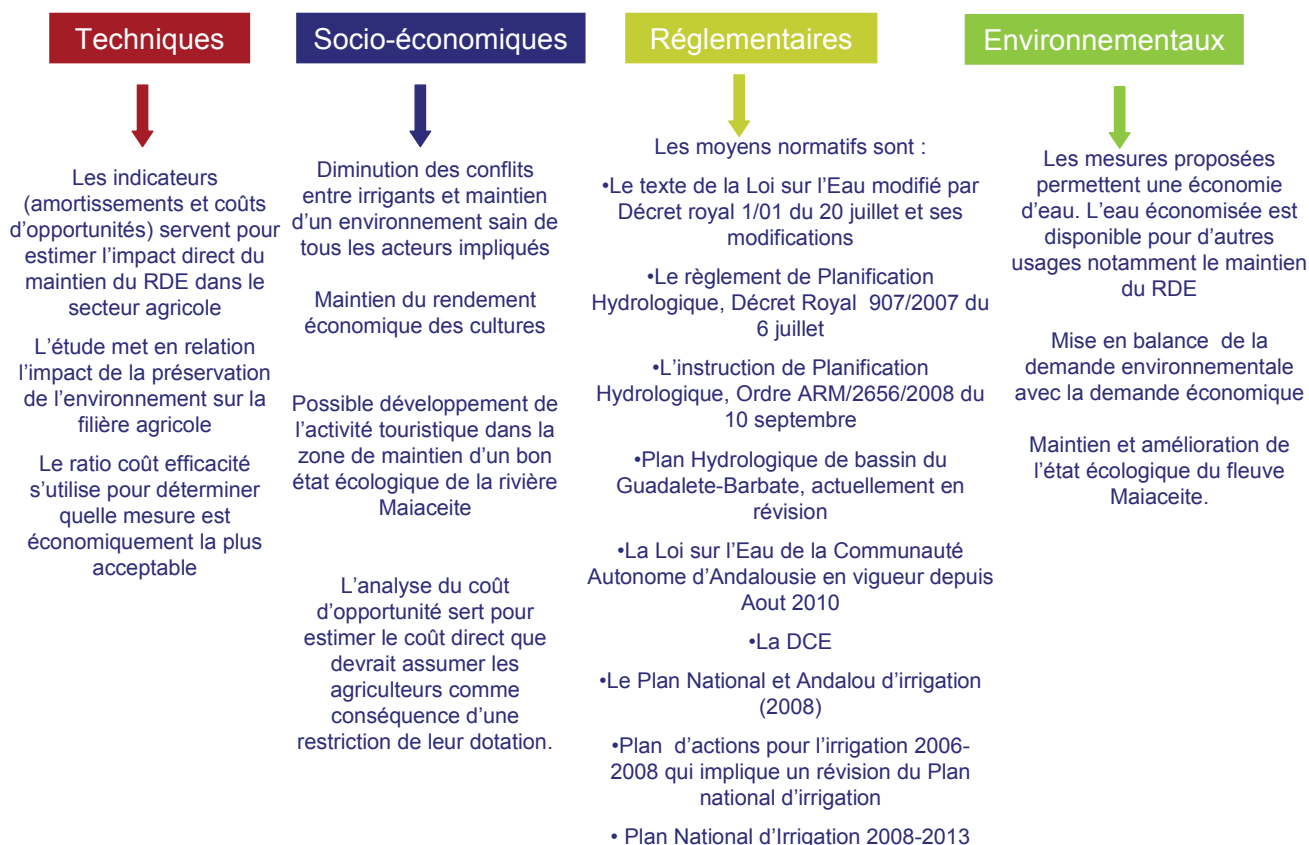 Techniques
Les indicateurs
(amortissements et coûts
d'opportunités) servent pour
estimer l'impact direct du
maintien du RDE dans le
secteur agricole
L'étude met en relation
l'impact de la préservation
de l'environnement sur la
filière agricole
Le ratio coût efficacité
s'utilise pour déterminer
quelle mesure est
économiquement la plus
acceptable
Socio-économiques
Diminution des conflits
entre irrigants et maintien
d'un environnement sain de
tous les acteurs impliqués
Maintien du rendement
économique des cultures
Possible développement de
l'activité touristique dans la
zone de maintien d'un bon
état écologique de la rivière
Maiaceite
L'analyse du coût
d'opportunité sert pour
estimer le coût direct que
devrait assumer les
agriculteurs comme
conséquence d'une
restriction de leur dotation.
Réglementaires
Les moyens normatifs sont :
•Le texte de la Loi sur l'Eau modifié par
Décret royal 1/01 du 20 juillet et ses
modifications
•Le règlement de Planification
Hydrologique, Décret Royal 907/2007 du
6 juillet
•L'instruction de Planification
Hydrologique, Ordre ARM/2656/2008 du
10 septembre
•Plan Hydrologique de bassin du
Guadalete-Barbate, actuellement en
révision
•La Loi sur l'Eau de la Communauté
Autonome d'Andalousie en vigueur depuis
Aout 2010
•La DCE
•Le Plan National et Andalou d'irrigation
(2008)
•Plan d'actions pour l'irrigation 2006-
2008 qui implique un révision du Plan
national d'irrigation
• Plan National d'Irrigation 2008-2013
Environnementaux
Les mesures proposées
permettent une économie
d'eau. L'eau économisée est
disponible pour d'autres
usages notamment le maintien
du RDE
Mise en balance de la
demande environnementale
avec la demande économique
Maintien et amélioration de
l'état écologique du fleuve
Maiaceite.